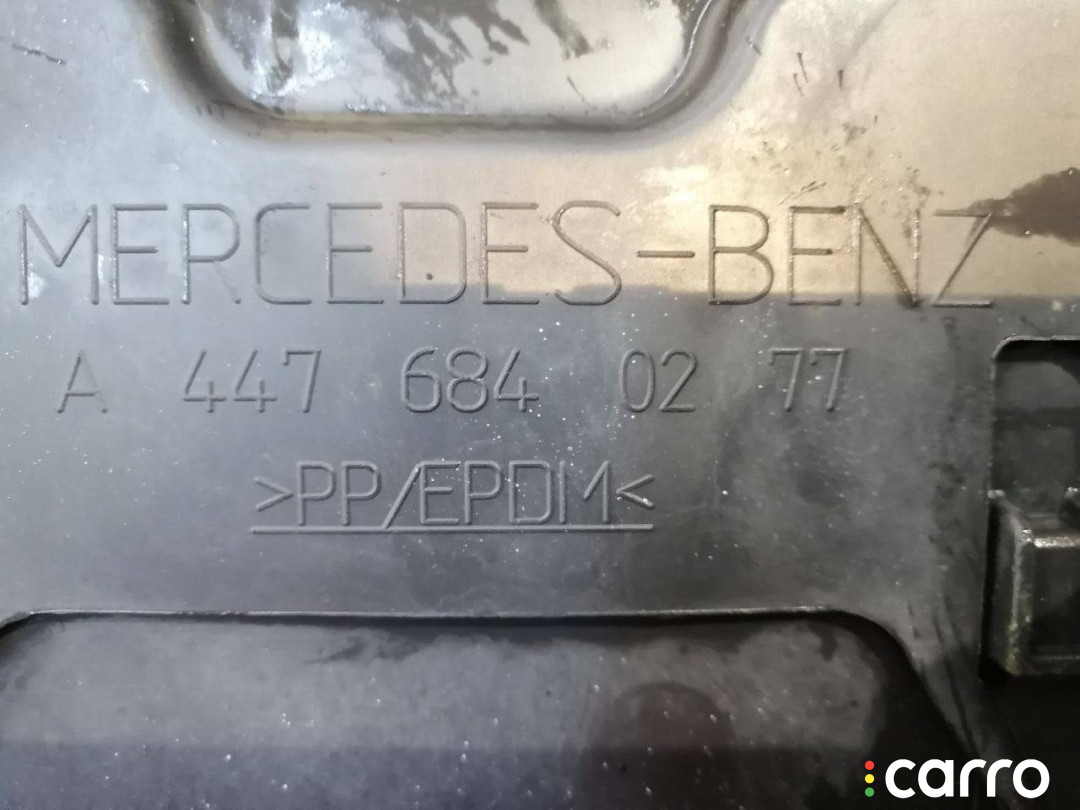 MERCEDES-BENZ
A 447 684 02 77
>PP/EPDM<
carro